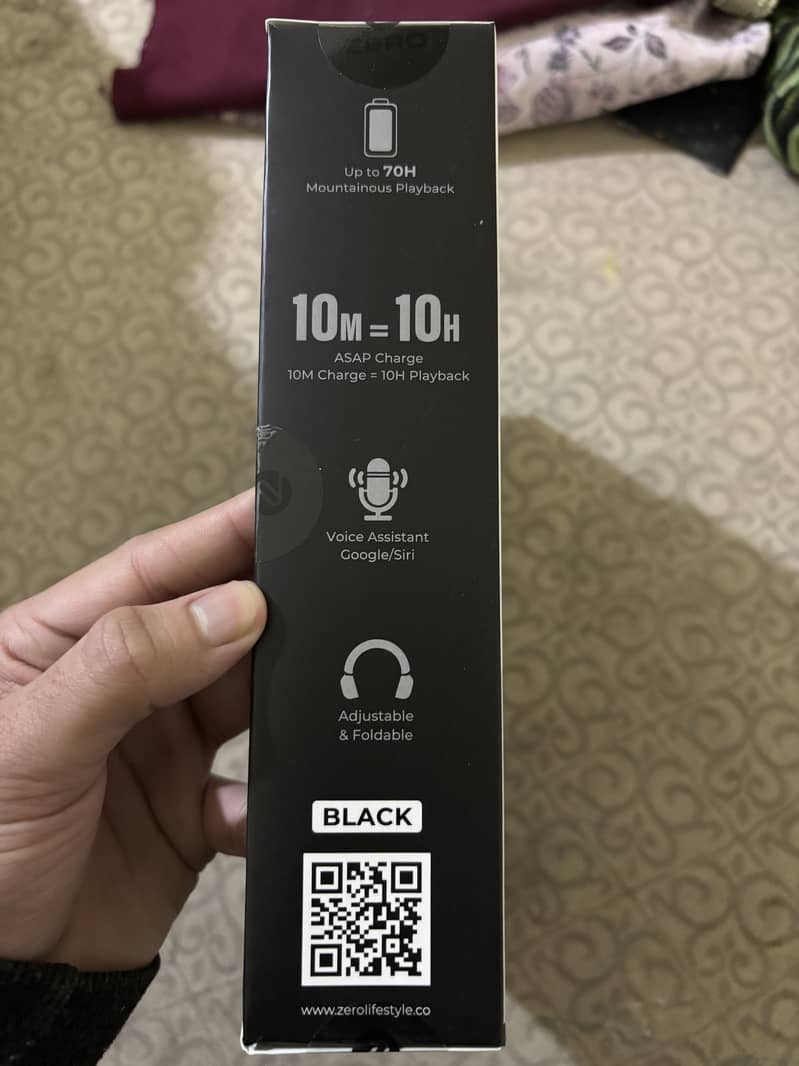 ZERO
Up to 70H
Mountainous Playback
10M = 10H
ASAP Charge
10M Charge = 10H Playback
Voice Assistant
Google/Siri
Adjustable
& Foldable
BLACK
www.zerolifestyle.co